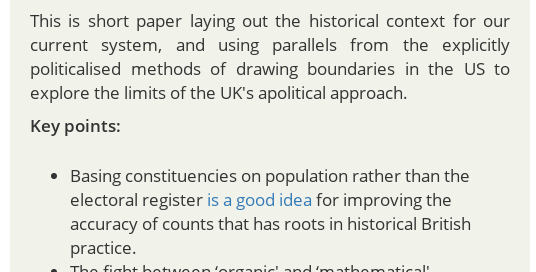 This is short paper laying out the historical context for our
current system, and using parallels from the explicitly
politicalised methods of drawing boundaries in the US to
explore the limits of the UK's apolitical approach.
Key points:
• Basing constituencies on population rather than the
electoral register is a good idea for improving the
accuracy of counts that has roots in historical British
practice.
• The fight between ‘organic' and ‘mathematical'